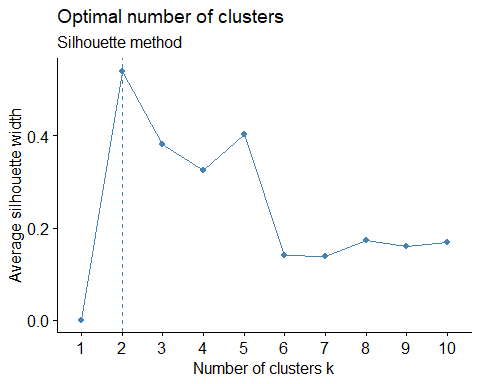 Optimal number of clusters
Silhouette method
Average silhouette width
0.4
0.2
0.0
1 2 3 4 5 6 7 8 9 10
Number of clusters k